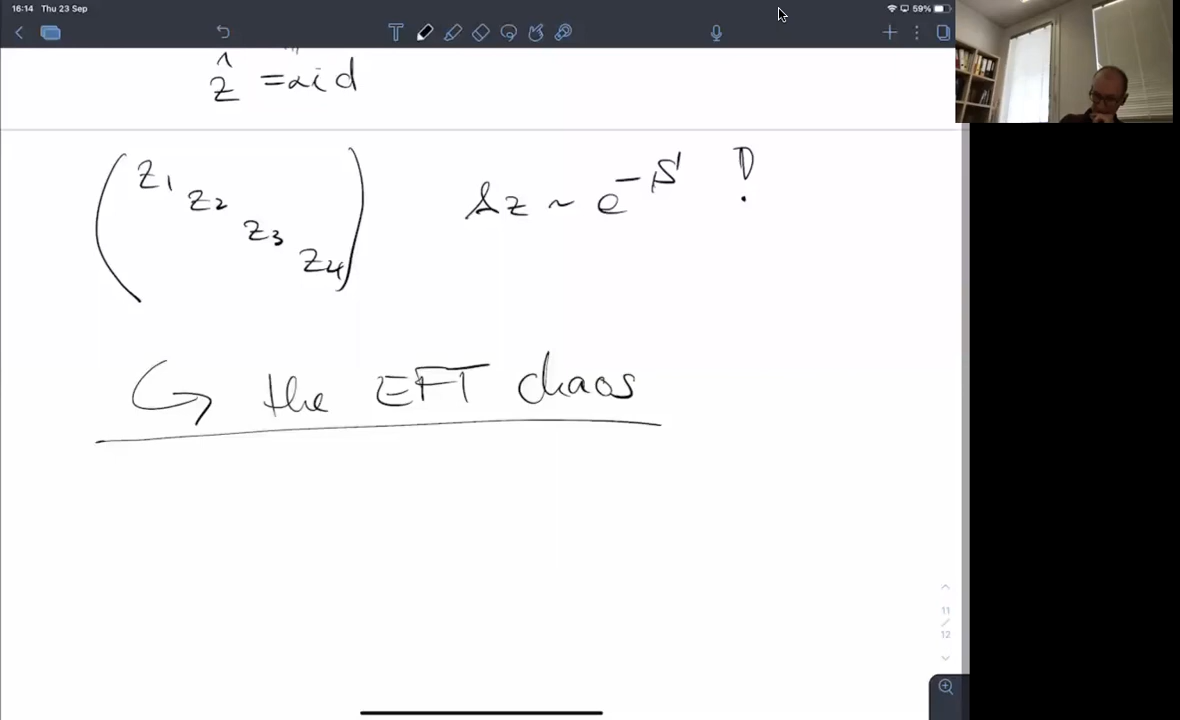 16:14 Thu 23 Sep
59%
ẑ = αid
z1
z2
z3
z4
Δz ~ e^-S !
↪ the EFT chaos
11
/
12